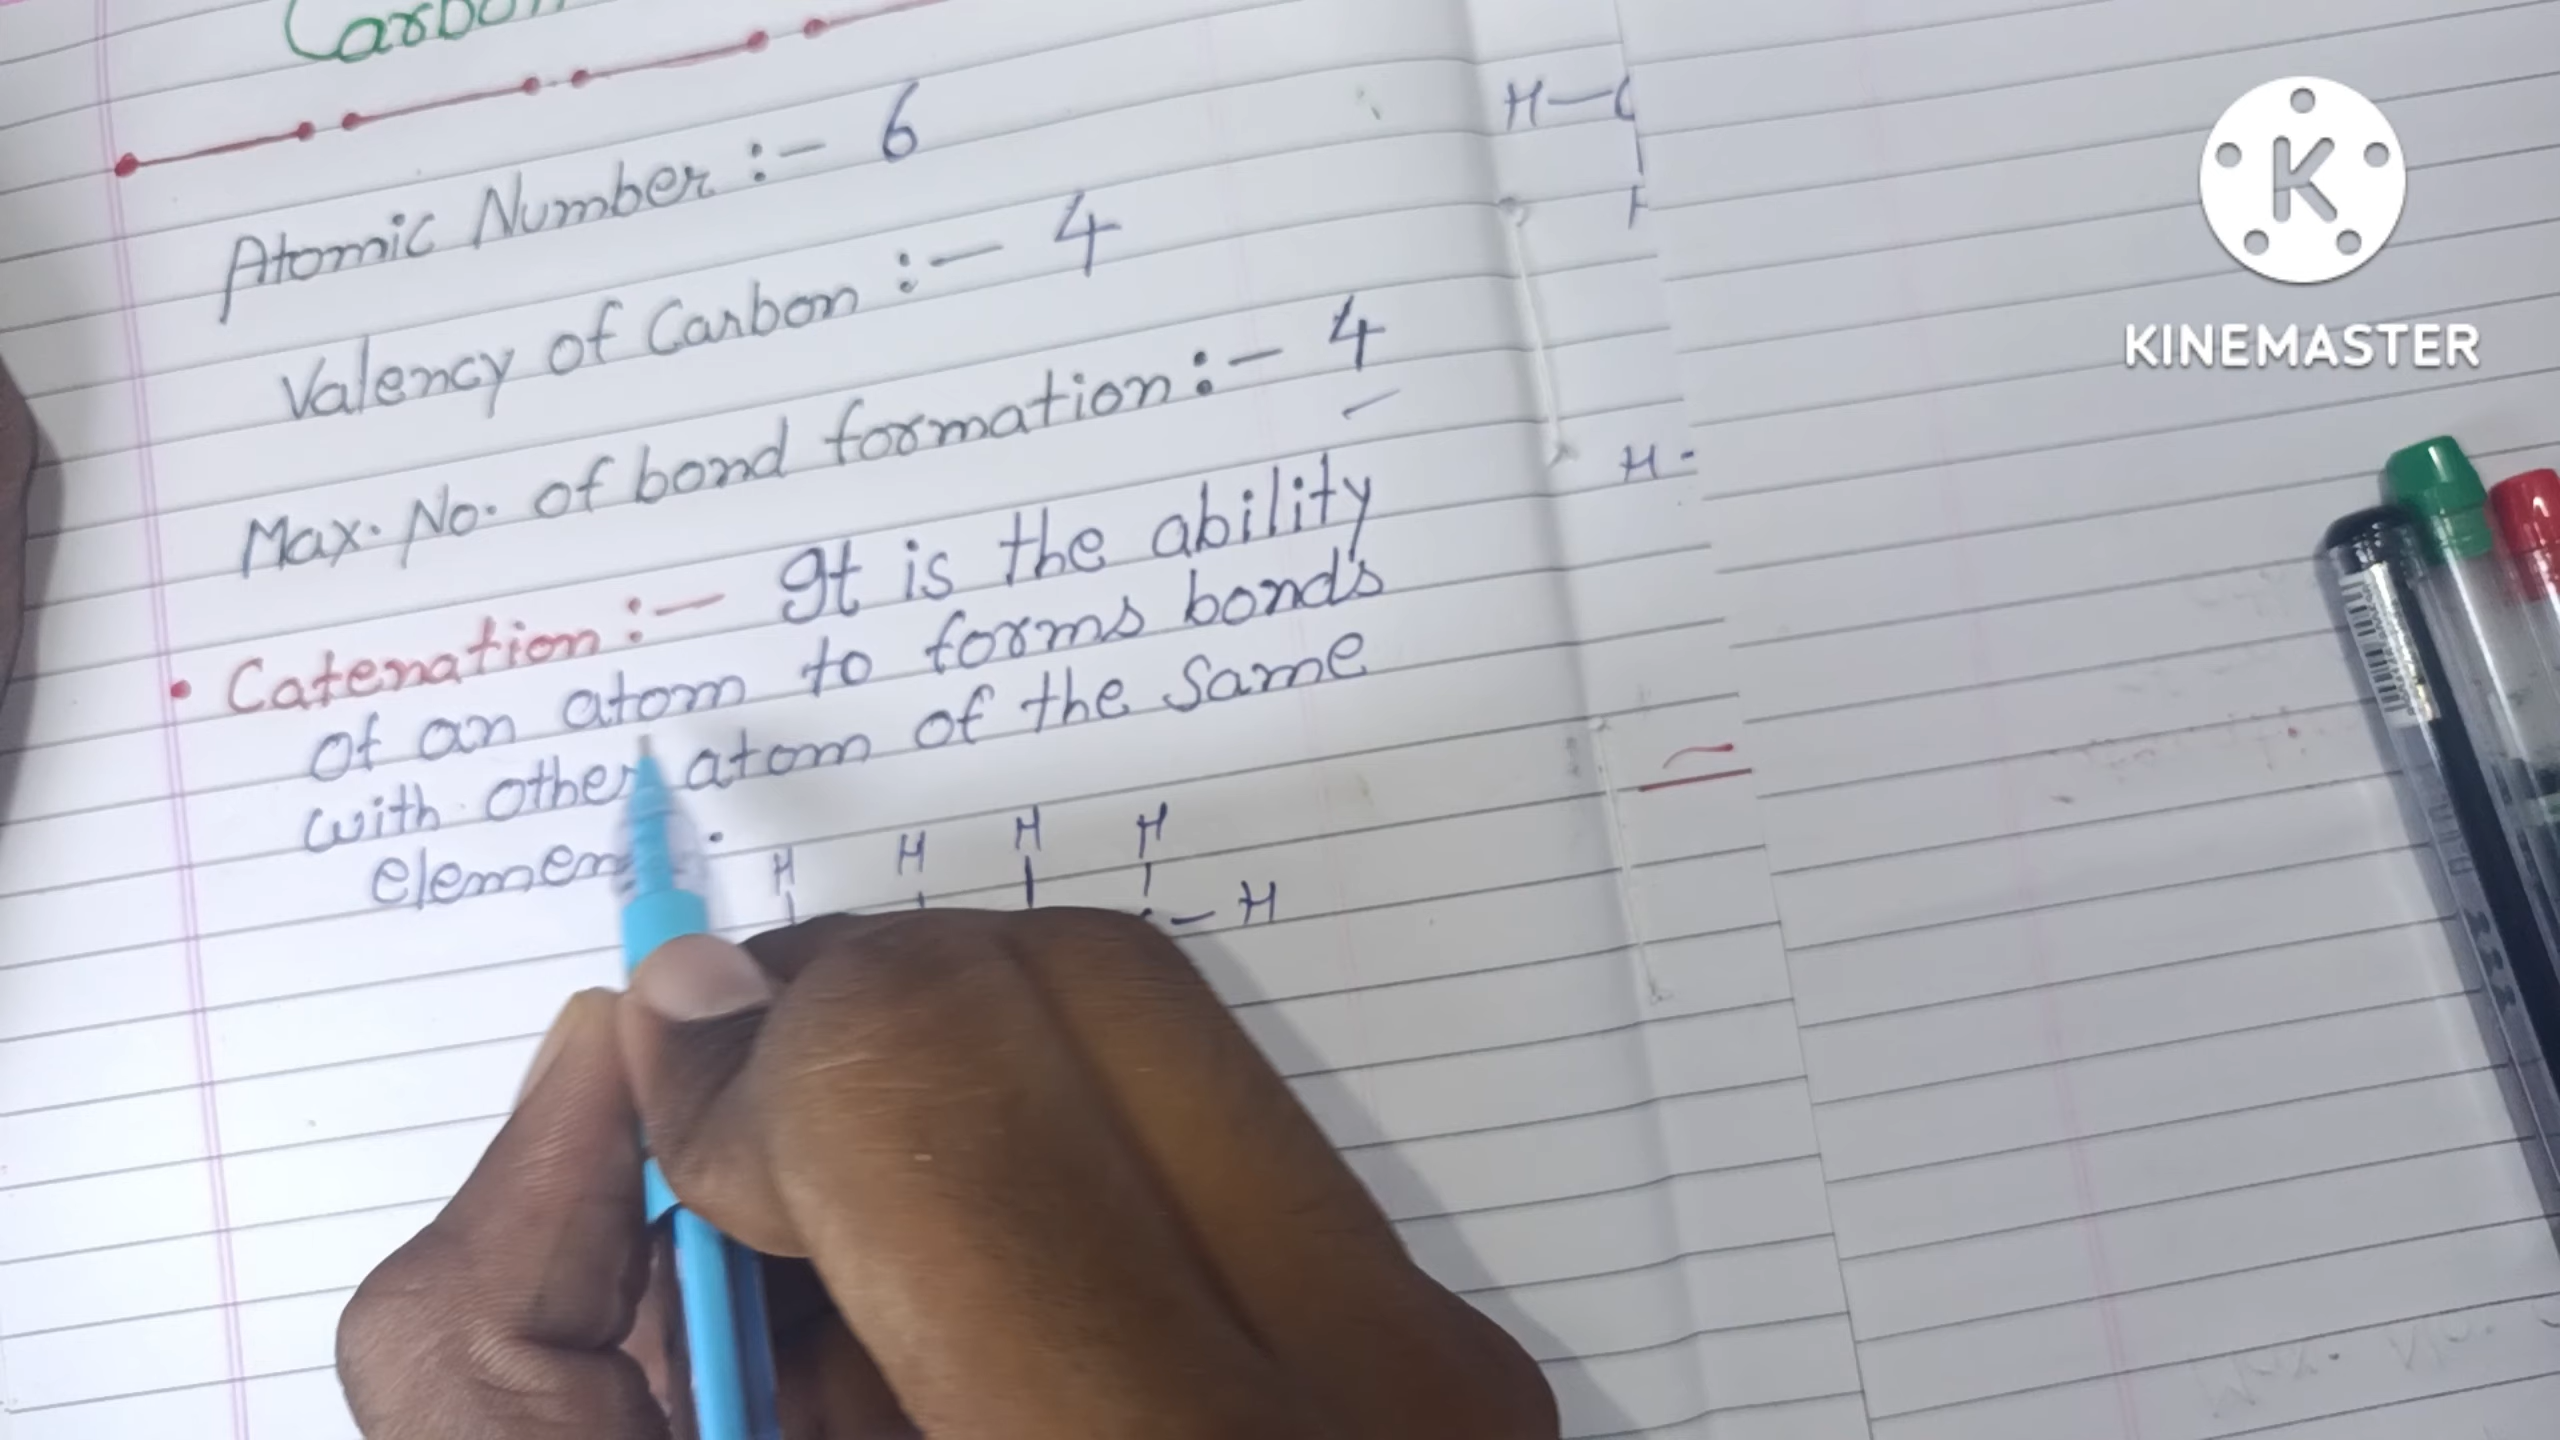 Carbon
Atomic Number :- 6
Valency of Carbon :- 4
Max. No. of bond formation :- 4
• Catenation :- It is the ability
of an atom to forms bonds
with other atom of the same
H H H H
H
H-C
H
H-
KINEMASTER